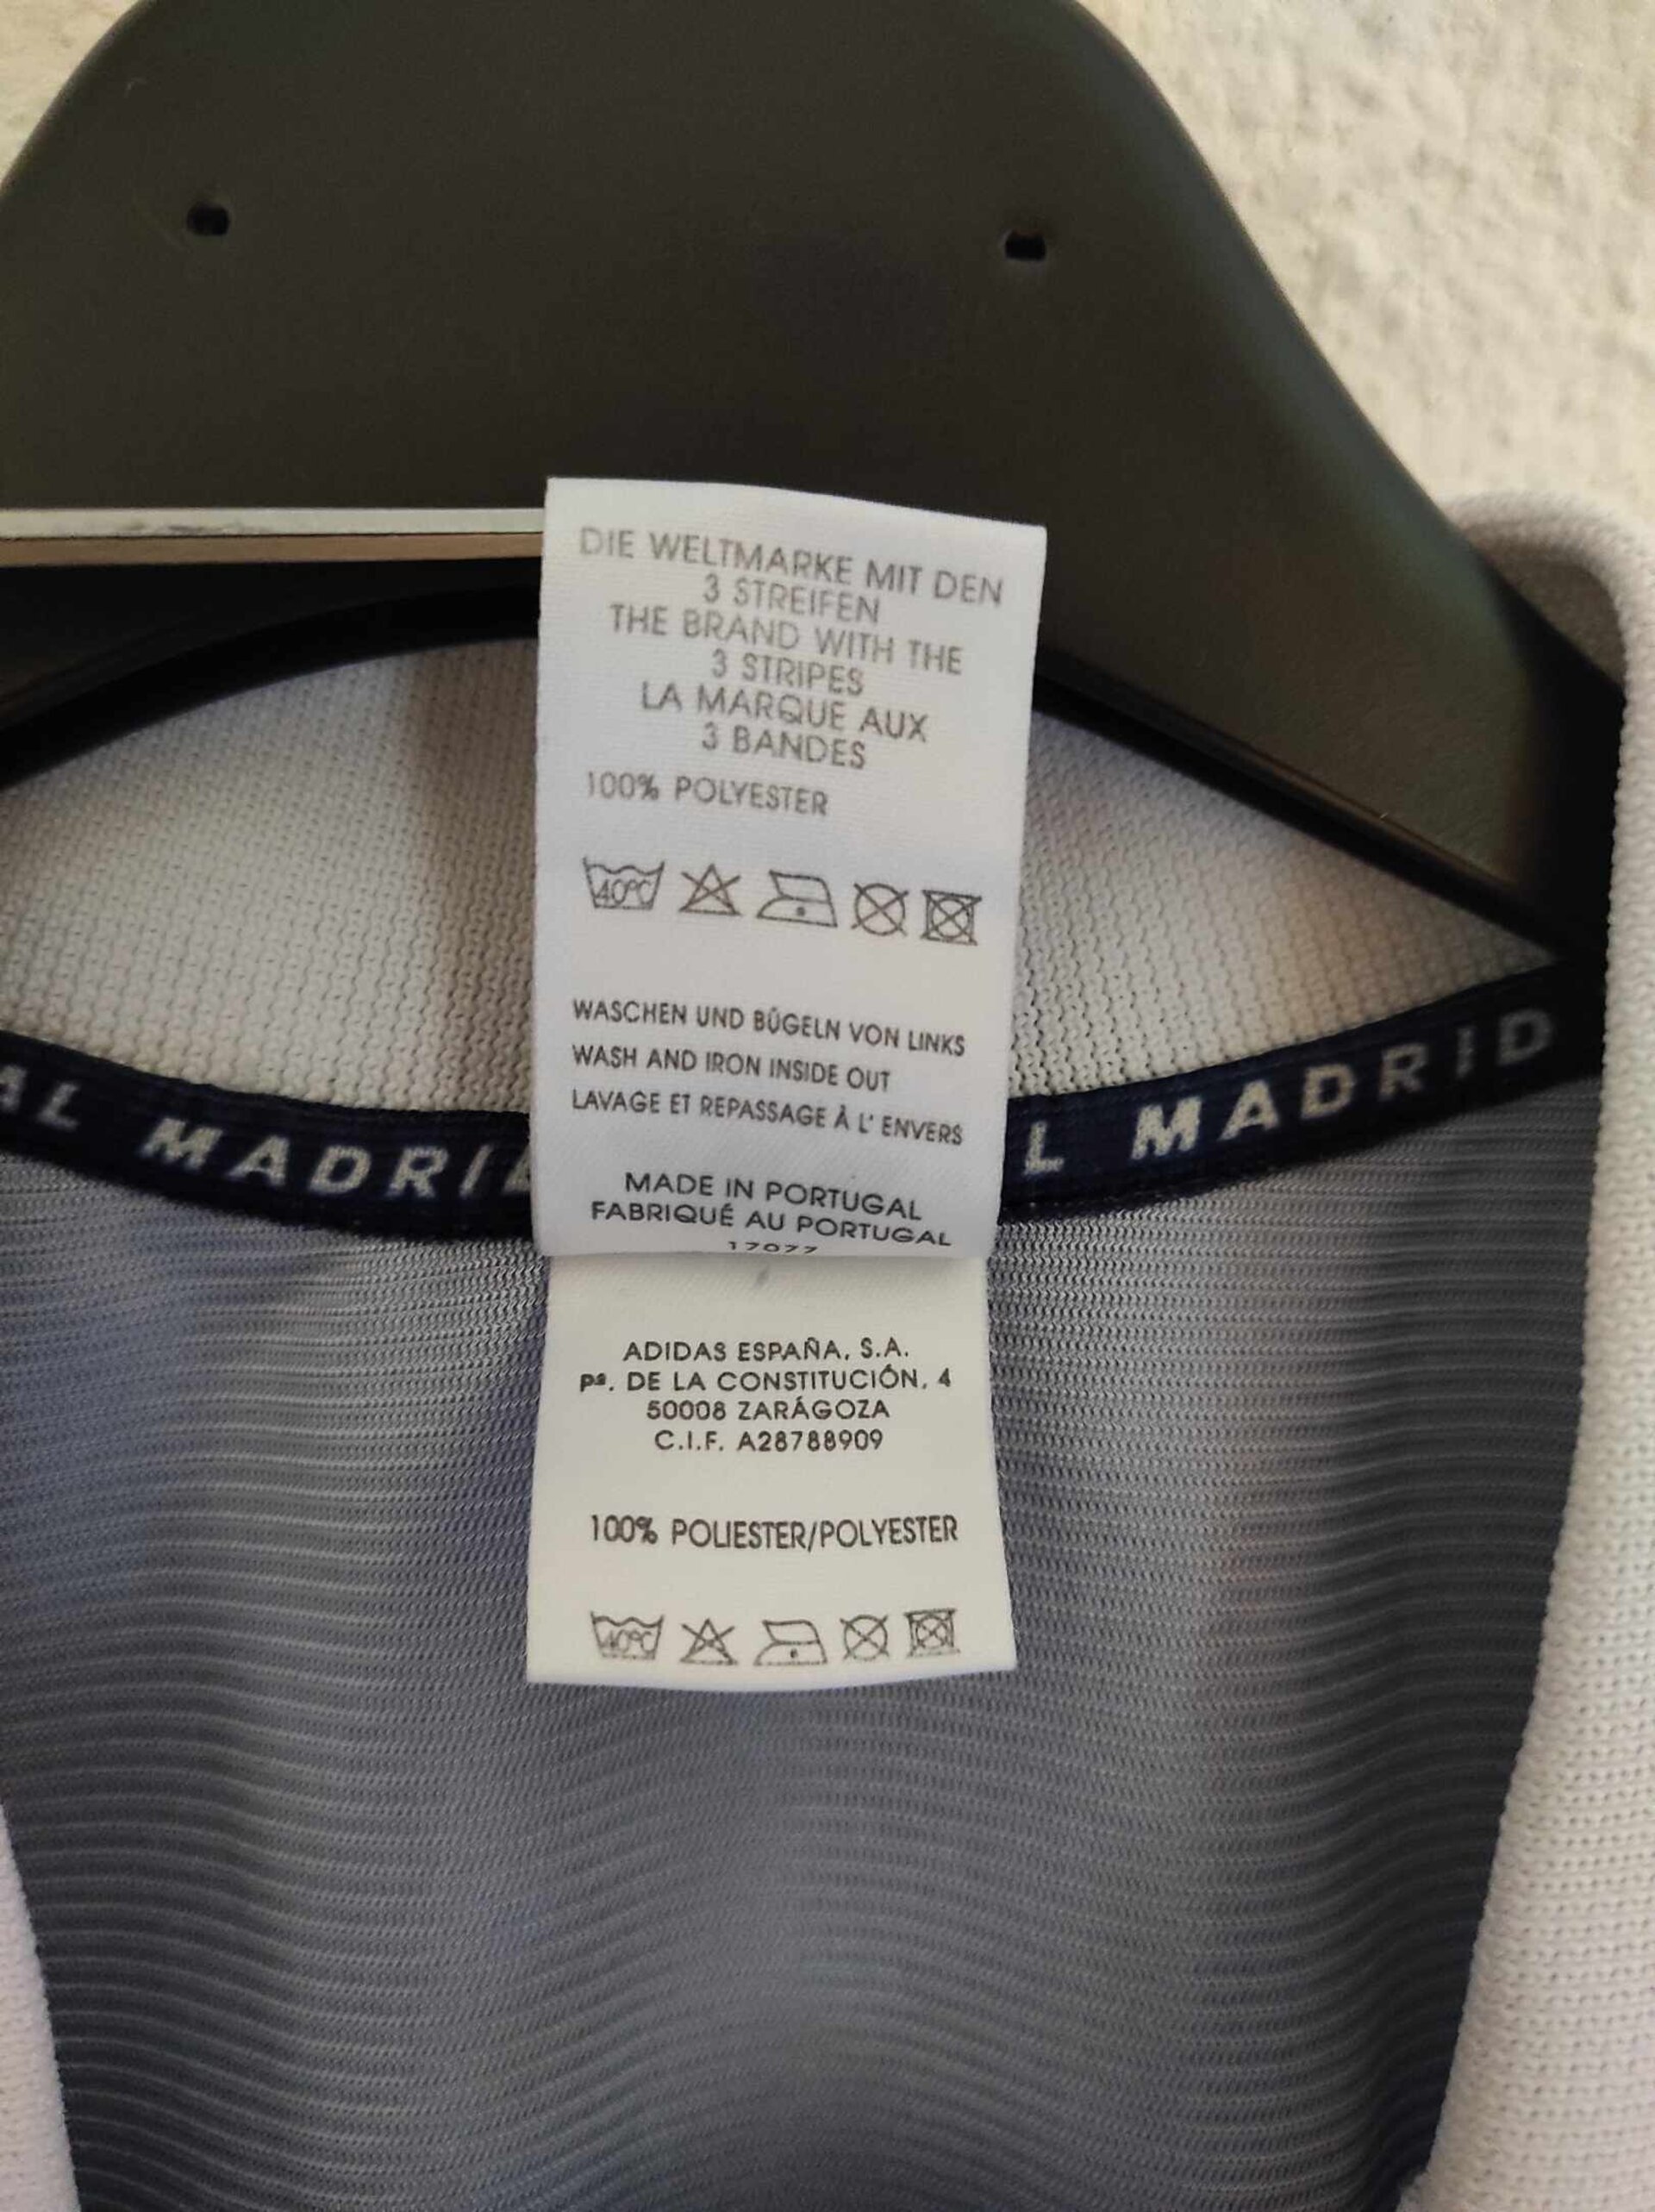 DIE WELTMARKE MIT DEN
3 STREIFEN
THE BRAND WITH THE
3 STRIPES
LA MARQUE AUX
3 BANDES
100% POLYESTER
40°C
WASCHEN UND BÜGELN VON LINKS
WASH AND IRON INSIDE OUT
LAVAGE ET REPASSAGE À L' ENVERS
MADE IN PORTUGAL
FABRIQUÉ AU PORTUGAL
17077
AL MADRID
L MADRID
ADIDAS ESPAÑA, S.A.
Pª. DE LA CONSTITUCIÓN, 4
50008 ZARÁGOZA
C.I.F. A28788909
100% POLIESTER/POLYESTER
40°C